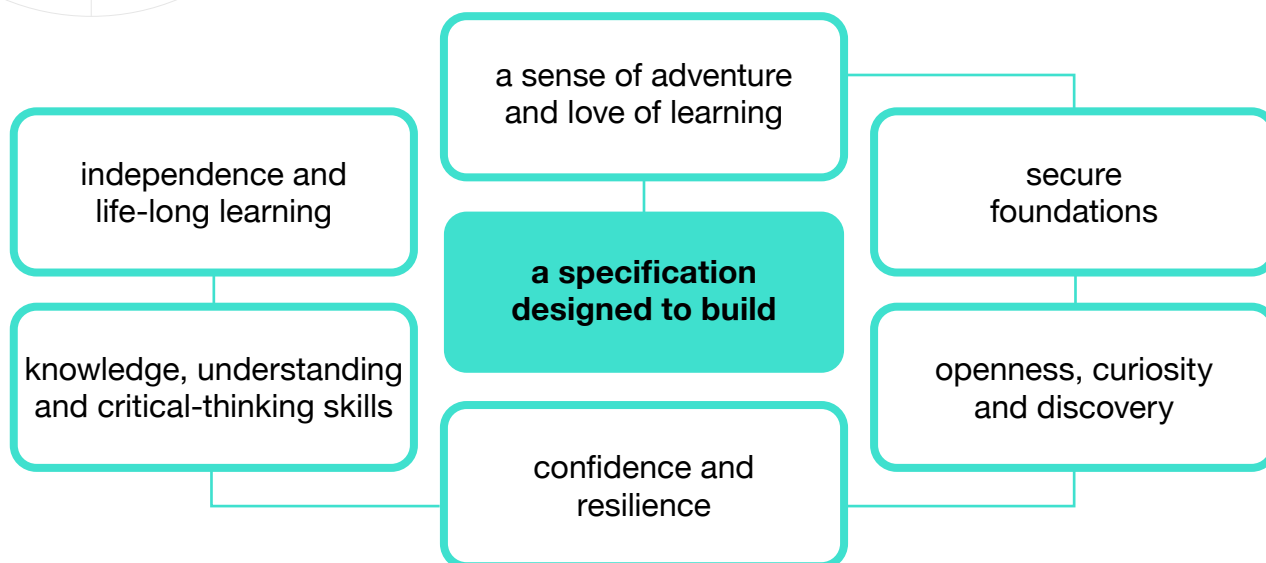 a sense of adventure
and love of learning
independence and
life-long learning
secure
foundations
a specification
designed to build
knowledge, understanding
and critical-thinking skills
openness, curiosity
and discovery
confidence and
resilience